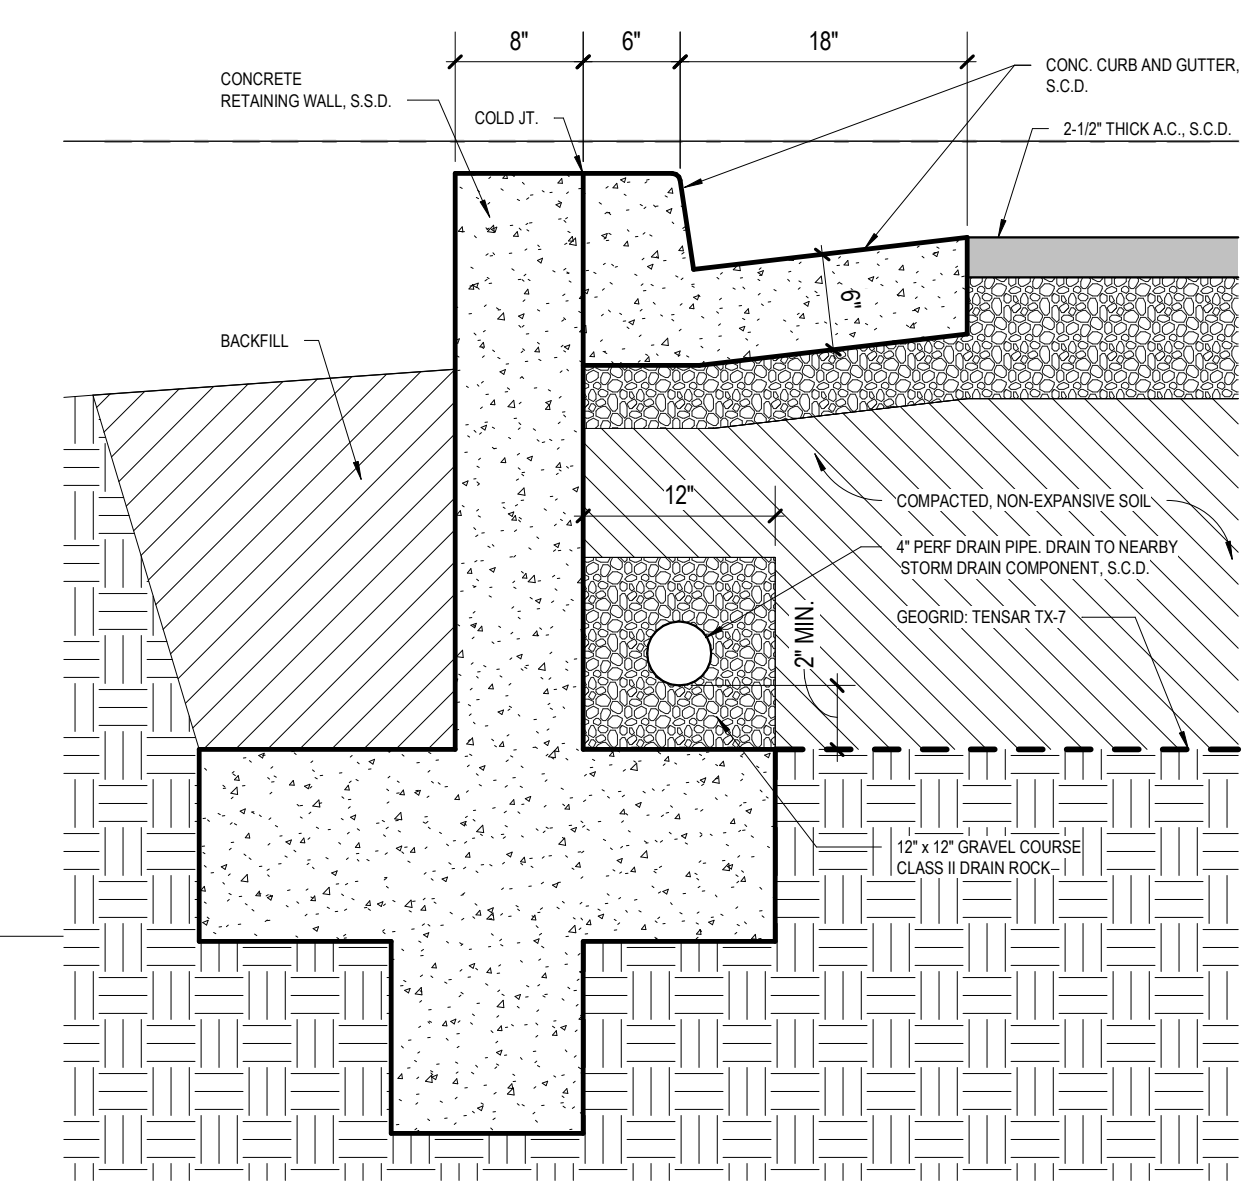 8"
6"
18"
CONCRETE
RETAINING WALL, S.S.D.
COLD JT.
CONC. CURB AND GUTTER,
S.C.D.
2-1/2" THICK A.C., S.C.D.
6"
BACKFILL
12"
COMPACTED, NON-EXPANSIVE SOIL
4" PERF DRAIN PIPE. DRAIN TO NEARBY
STORM DRAIN COMPONENT, S.C.D.
GEOGRID: TENSAR TX-7
2" MIN.
12" x 12" GRAVEL COURSE
CLASS II DRAIN ROCK